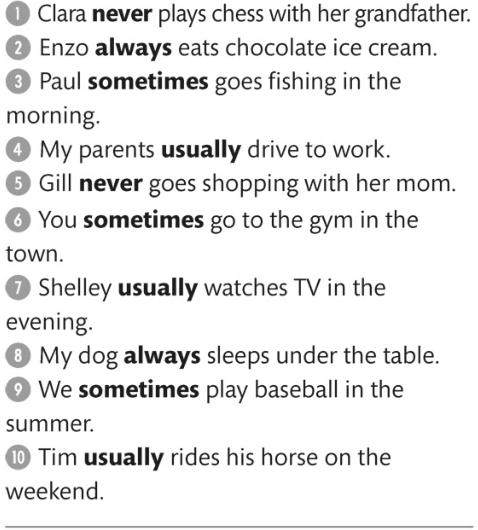 1 Clara never plays chess with her grandfather.
2 Enzo always eats chocolate ice cream.
3 Paul sometimes goes fishing in the
morning.
4 My parents usually drive to work.
5 Gill never goes shopping with her mom.
6 You sometimes go to the gym in the
town.
7 Shelley usually watches TV in the
evening.
8 My dog always sleeps under the table.
9 We sometimes play baseball in the
summer.
10 Tim usually rides his horse on the
weekend.